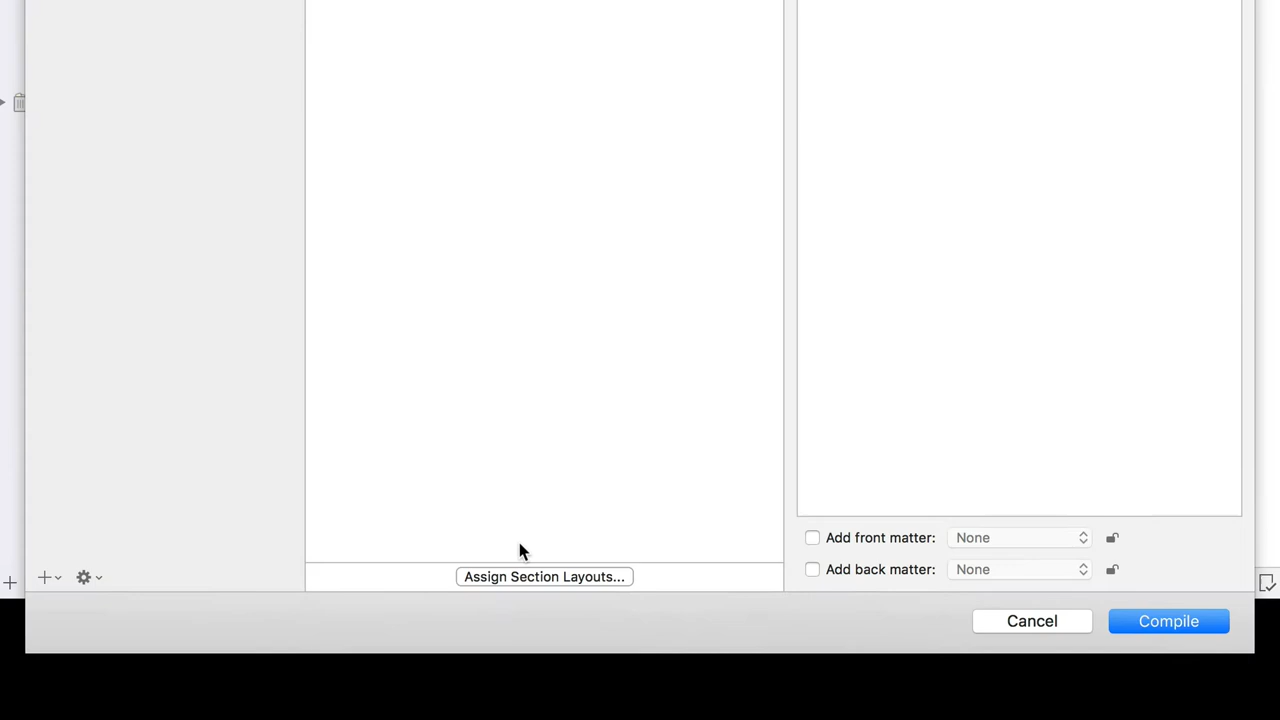 Add front matter: None
Add back matter: None
Assign Section Layouts...
Cancel
Compile